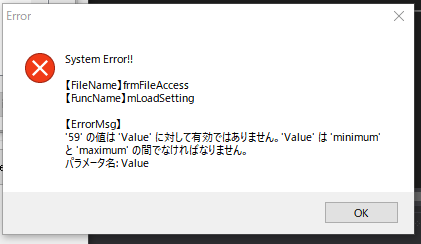 Error
System Error!!
【FileName】frmFileAccess
【FuncName】mLoadSetting
【ErrorMsg】
'59' の値は 'Value' に対して有効ではありません。'Value' は 'minimum'
と 'maximum' の間でなければなりません。
パラメータ名: Value
OK